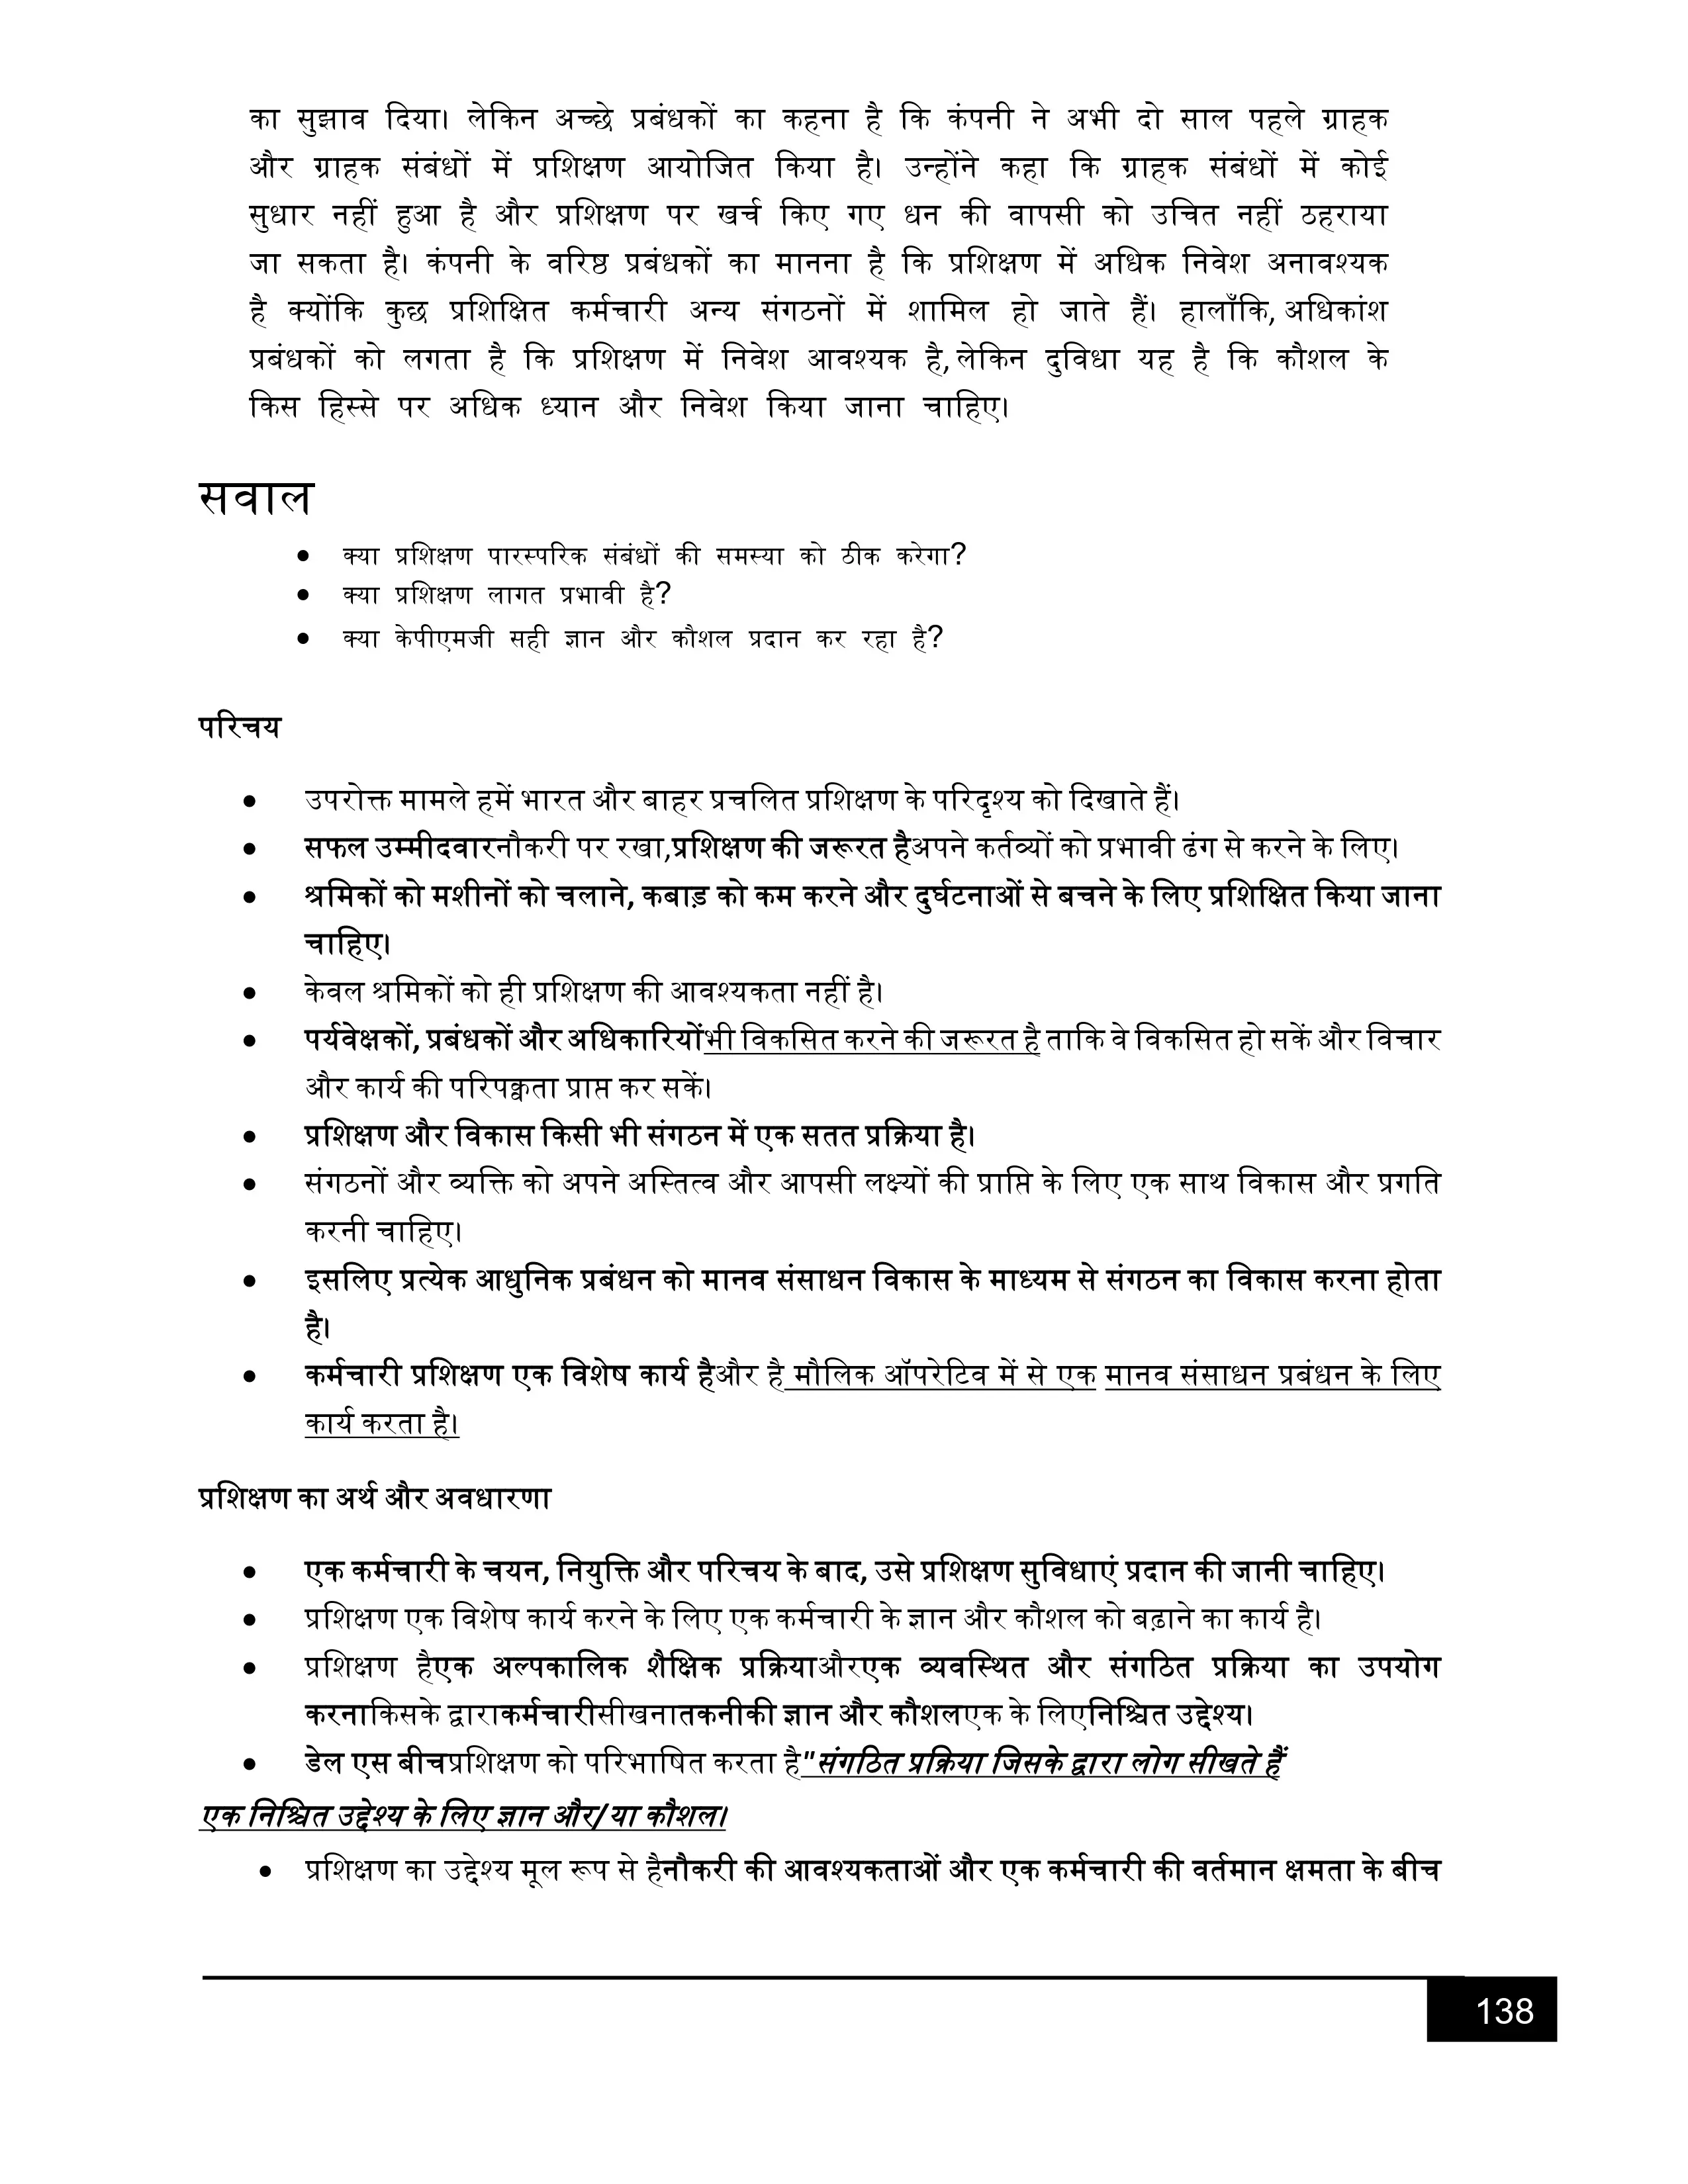 का सुझाव दिया। लेकिन अच्छे प्रबंधकों का कहना है कि कंपनी ने अभी दो साल पहले ग्राहक
और ग्राहक संबंधों में प्रशिक्षण आयोजित किया है। उन्होंने कहा कि ग्राहक संबंधों में कोई
सुधार नहीं हुआ है और प्रशिक्षण पर खर्च किए गए धन की वापसी को उचित नहीं ठहराया
जा सकता है। कंपनी के वरिष्ठ प्रबंधकों का मानना है कि प्रशिक्षण में अधिक निवेश अनावश्यक
है क्योंकि कुछ प्रशिक्षित कर्मचारी अन्य संगठनों में शामिल हो जाते हैं। हालाँकि, अधिकांश
प्रबंधकों को लगता है कि प्रशिक्षण में निवेश आवश्यक है, लेकिन दुविधा यह है कि कौशल के
किस हिस्से पर अधिक ध्यान और निवेश किया जाना चाहिए।
सवाल
• क्या प्रशिक्षण पारस्परिक संबंधों की समस्या को ठीक करेगा?
• क्या प्रशिक्षण लागत प्रभावी है?
• क्या केपीएमजी सही ज्ञान और कौशल प्रदान कर रहा है?
परिचय
• उपरोक्त मामले हमें भारत और बाहर प्रचलित प्रशिक्षण के परिदृश्य को दिखाते हैं।
• सफल उम्मीदवारनौकरी पर रखा,प्रशिक्षण की जरूरत हैअपने कर्तव्यों को प्रभावी ढंग से करने के लिए।
• श्रमिकों को मशीनों को चलाने, कबाड़ को कम करने और दुर्घटनाओं से बचने के लिए प्रशिक्षित किया जाना
चाहिए।
• केवल श्रमिकों को ही प्रशिक्षण की आवश्यकता नहीं है।
• पर्यवेक्षकों, प्रबंधकों और अधिकारियोंभी विकसित करने की जरूरत है ताकि वे विकसित हो सकें और विचार
और कार्य की परिपक्वता प्राप्त कर सकें।
• प्रशिक्षण और विकास किसी भी संगठन में एक सतत प्रक्रिया है।
• संगठनों और व्यक्ति को अपने अस्तित्व और आपसी लक्ष्यों की प्राप्ति के लिए एक साथ विकास और प्रगति
करनी चाहिए।
• इसलिए प्रत्येक आधुनिक प्रबंधन को मानव संसाधन विकास के माध्यम से संगठन का विकास करना होता
है।
• कर्मचारी प्रशिक्षण एक विशेष कार्य हैऔर है मौलिक ऑपरेटिव में से एक मानव संसाधन प्रबंधन के लिए
कार्य करता है।
प्रशिक्षण का अर्थ और अवधारणा
• एक कर्मचारी के चयन, नियुक्ति और परिचय के बाद, उसे प्रशिक्षण सुविधाएं प्रदान की जानी चाहिए।
• प्रशिक्षण एक विशेष कार्य करने के लिए एक कर्मचारी के ज्ञान और कौशल को बढ़ाने का कार्य है।
• प्रशिक्षण हैएक अल्पकालिक शैक्षिक प्रक्रियाऔरएक व्यवस्थित और संगठित प्रक्रिया का उपयोग
करनाकिसके द्वाराकर्मचारीसीखनातकनीकी ज्ञान और कौशलएक के लिएनिश्चित उद्देश्य।
• डेल एस बीचप्रशिक्षण को परिभाषित करता है"संगठित प्रक्रिया जिसके द्वारा लोग सीखते हैं
एक निश्चित उद्देश्य के लिए ज्ञान और/या कौशल।
• प्रशिक्षण का उद्देश्य मूल रूप से हैनौकरी की आवश्यकताओं और एक कर्मचारी की वर्तमान क्षमता के बीच
138